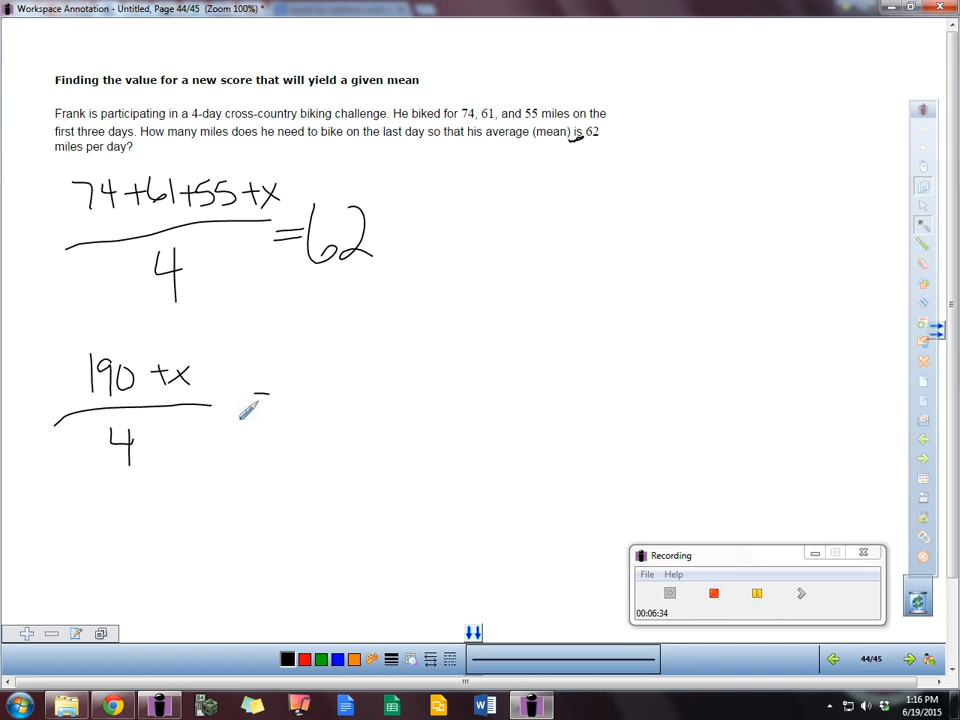 Workspace Annotation - Untitled, Page 44/45 (Zoom 100%) *
Finding the value for a new score that will yield a given mean
Frank is participating in a 4-day cross-country biking challenge. He biked for 74, 61, and 55 miles on the
first three days. How many miles does he need to bike on the last day so that his average (mean) is 62
miles per day?
74+61+55+x
=62
4
190 +x
4
Recording
File Help
00:06:34
44/45
1:16 PM
6/19/2015